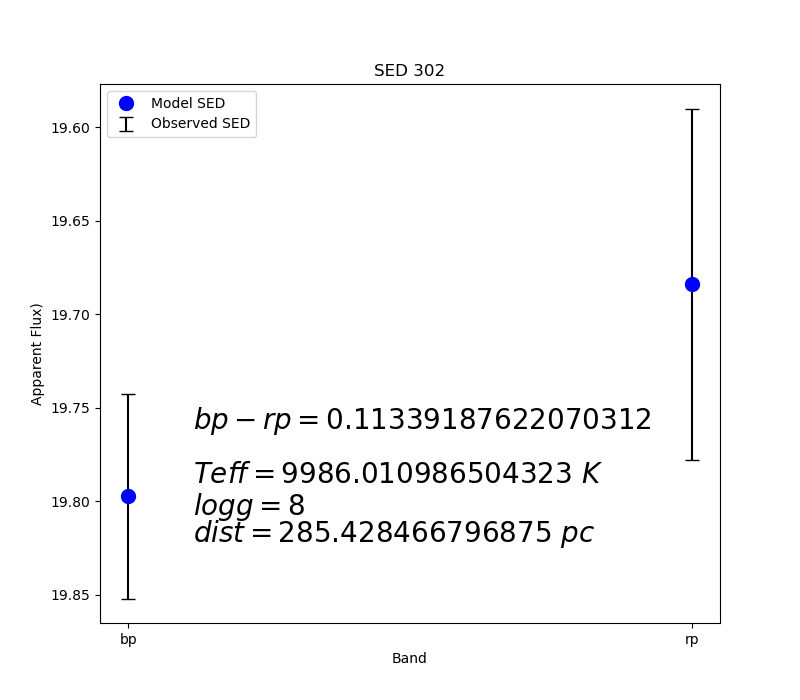 SED 302
Model SED
Observed SED
19.60
19.65
19.70
19.75
19.80
19.85
Apparent Flux)
bp − rp = 0.11339187622070312
Teff = 9986.010986504323 K
logg = 8
dist = 285.428466796875 pc
bp
rp
Band